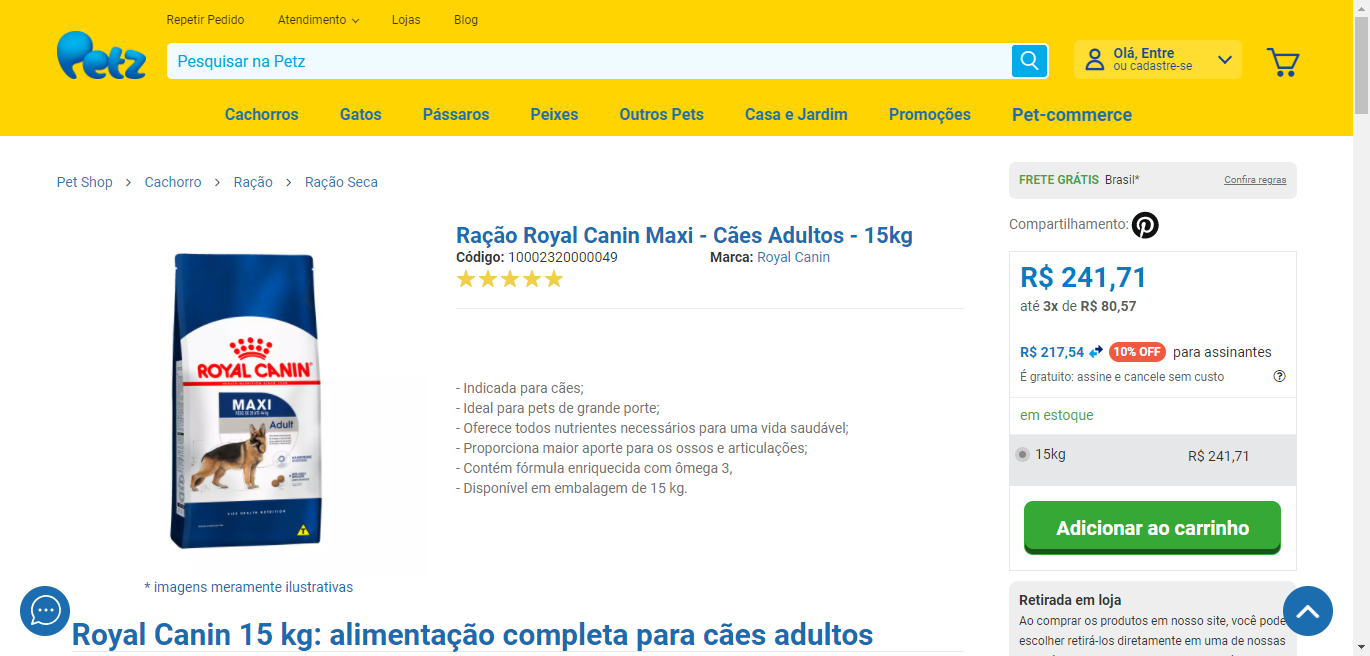 Repetir Pedido Atendimento Lojas Blog
Petz
Pesquisar na Petz
Olá, Entre
ou cadastre-se
Cachorros Gatos Pássaros Peixes Outros Pets Casa e Jardim Promoções Pet-commerce
Pet Shop > Cachorro > Ração > Ração Seca
FRETE GRÁTIS Brasil* Confira regras
Compartilhamento:
Ração Royal Canin Maxi - Cães Adultos - 15kg
Código: 10002320000049 Marca: Royal Canin
- Indicada para cães;
- Ideal para pets de grande porte;
- Oferece todos nutrientes necessários para uma vida saudável;
- Proporciona maior aporte para os ossos e articulações;
- Contém fórmula enriquecida com ômega 3,
- Disponível em embalagem de 15 kg.
ROYAL CANIN
MAXI
Adult
* imagens meramente ilustrativas
R$ 241,71
até 3x de R$ 80,57
R$ 217,54 10% OFF para assinantes
É gratuito: assine e cancele sem custo
em estoque
15kg R$ 241,71
Adicionar ao carrinho
Royal Canin 15 kg: alimentação completa para cães adultos
Retirada em loja
Ao comprar os produtos em nosso site, você pode
escolher retirá-los diretamente em uma de nossas